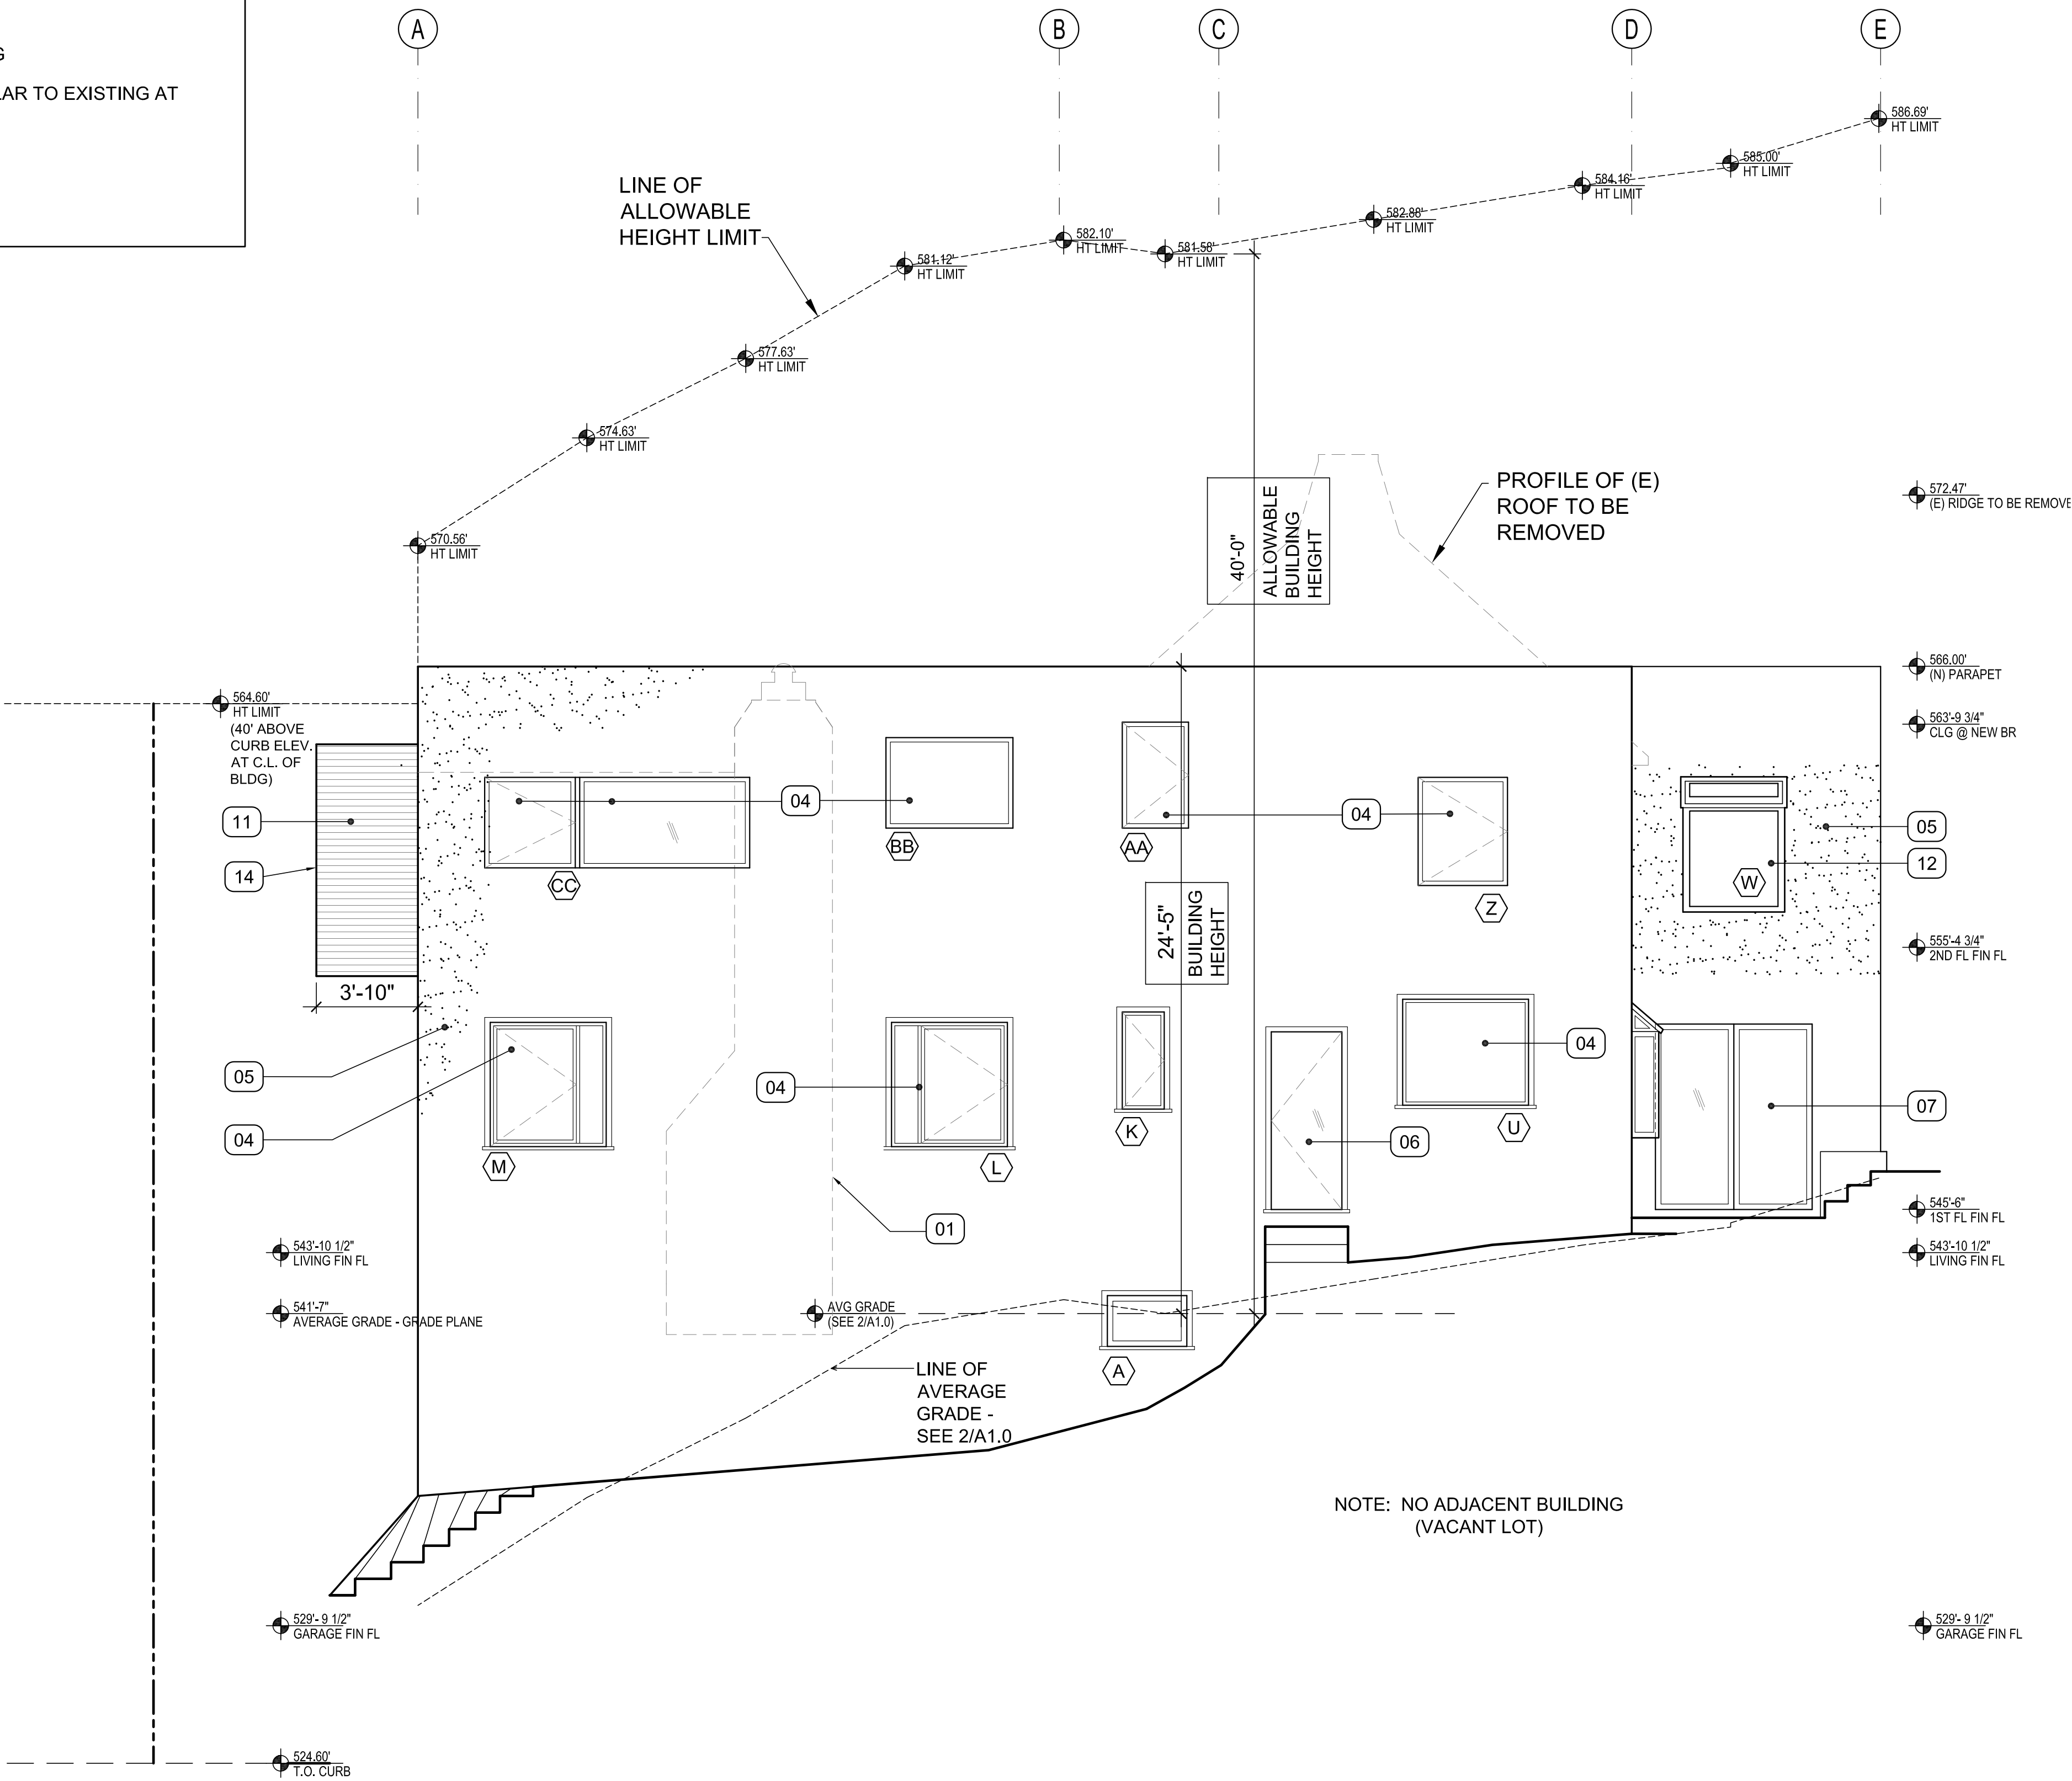 A
B
C
D
E
G
LAR TO EXISTING AT
586.69'
HT LIMIT
585.00'
HT LIMIT
584.16'
HT LIMIT
LINE OF
ALLOWABLE
HEIGHT LIMIT
582.88'
HT LIMIT
582.10'
HT LIMIT
581.58'
HT LIMIT
581.12'
HT LIMIT
577.63'
HT LIMIT
574.63'
HT LIMIT
570.56'
HT LIMIT
40'-0"
ALLOWABLE
BUILDING
HEIGHT
PROFILE OF (E)
ROOF TO BE
REMOVED
572.47'
(E) RIDGE TO BE REMOVE
566.00'
(N) PARAPET
564.60'
HT LIMIT
(40' ABOVE
CURB ELEV.
AT C.L. OF
BLDG)
563'-9 3/4"
CLG @ NEW BR
11
14
04
04
05
12
CC
BB
AA
Z
W
24'-5"
BUILDING
HEIGHT
555'-4 3/4"
2ND FL FIN FL
3'-10"
05
04
04
04
06
07
M
L
K
U
01
545'-6"
1ST FL FIN FL
543'-10 1/2"
LIVING FIN FL
543'-10 1/2"
LIVING FIN FL
541'-7"
AVERAGE GRADE - GRADE PLANE
AVG GRADE
(SEE 2/A1.0)
A
LINE OF
AVERAGE
GRADE -
SEE 2/A1.0
NOTE: NO ADJACENT BUILDING
(VACANT LOT)
529'- 9 1/2"
GARAGE FIN FL
529'- 9 1/2"
GARAGE FIN FL
524.60'
T.O. CURB